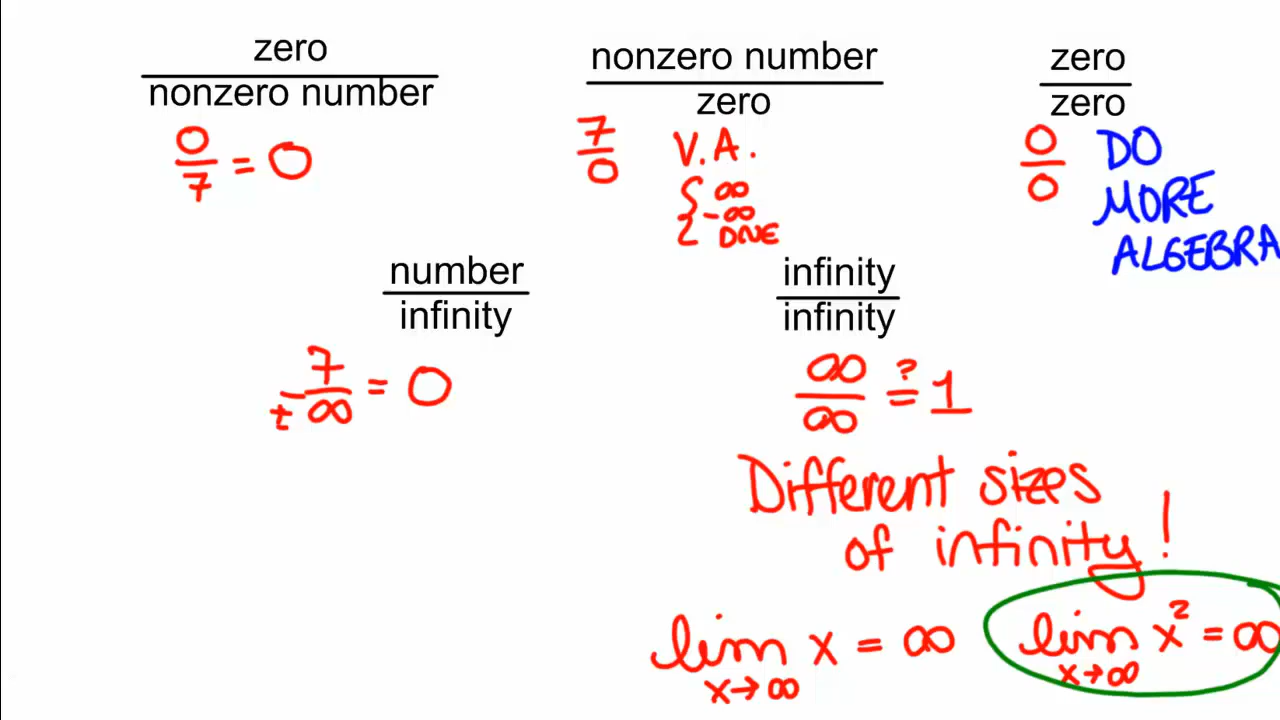 zero
nonzero number
0/7 = 0
nonzero number
zero
7/0 V.A.
{ ∞
-∞
DNE
zero
zero
0/0 DO
MORE
ALGEBRA
number
infinity
± 7/∞ = 0
infinity
infinity
∞/∞ ?= 1
Different sizes
of infinity!
lim x = ∞
x→∞
lim x² = ∞
x→∞